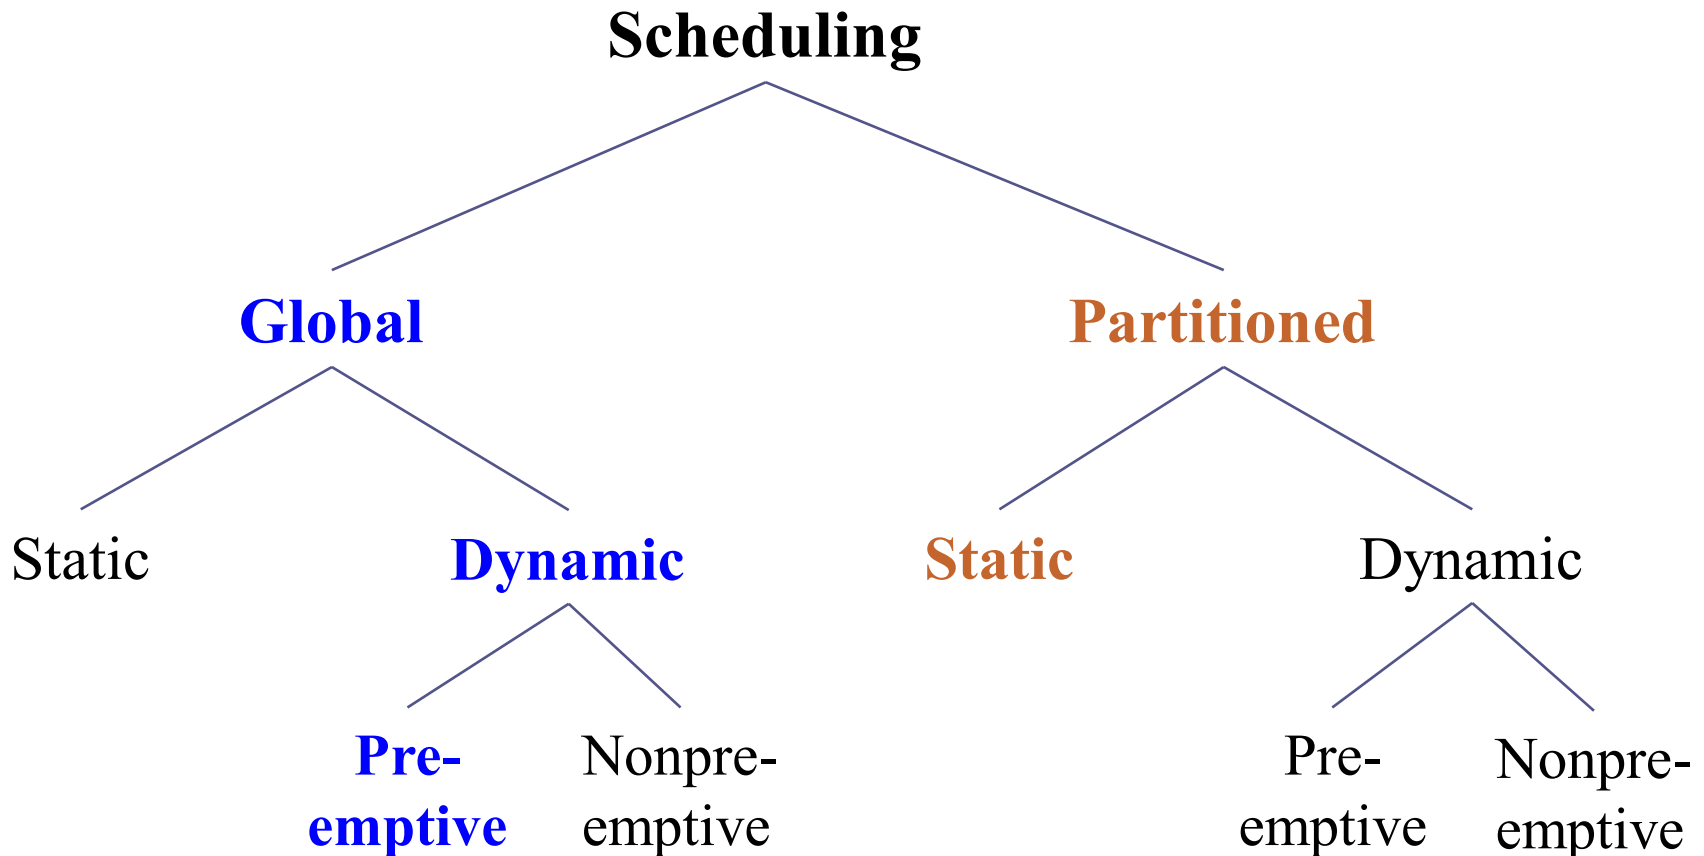 Scheduling
Global
Partitioned
Static
Dynamic
Static
Dynamic
Pre-
emptive
Nonpre-
emptive
Pre-
emptive
Nonpre-
emptive